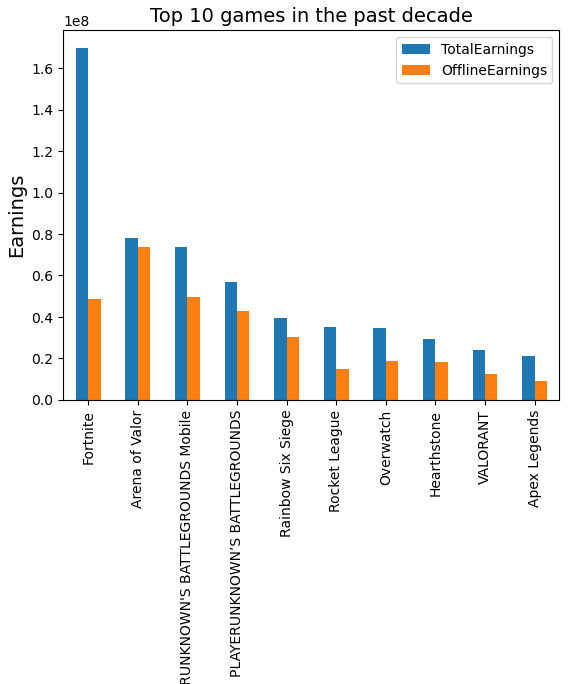 Top 10 games in the past decade
1e8
TotalEarnings
OfflineEarnings
Earnings
1.6
1.4
1.2
1.0
0.8
0.6
0.4
0.2
0.0
Fortnite
Arena of Valor
RUNKNOWN'S BATTLEGROUNDS Mobile
PLAYERUNKNOWN'S BATTLEGROUNDS
Rainbow Six Siege
Rocket League
Overwatch
Hearthstone
VALORANT
Apex Legends